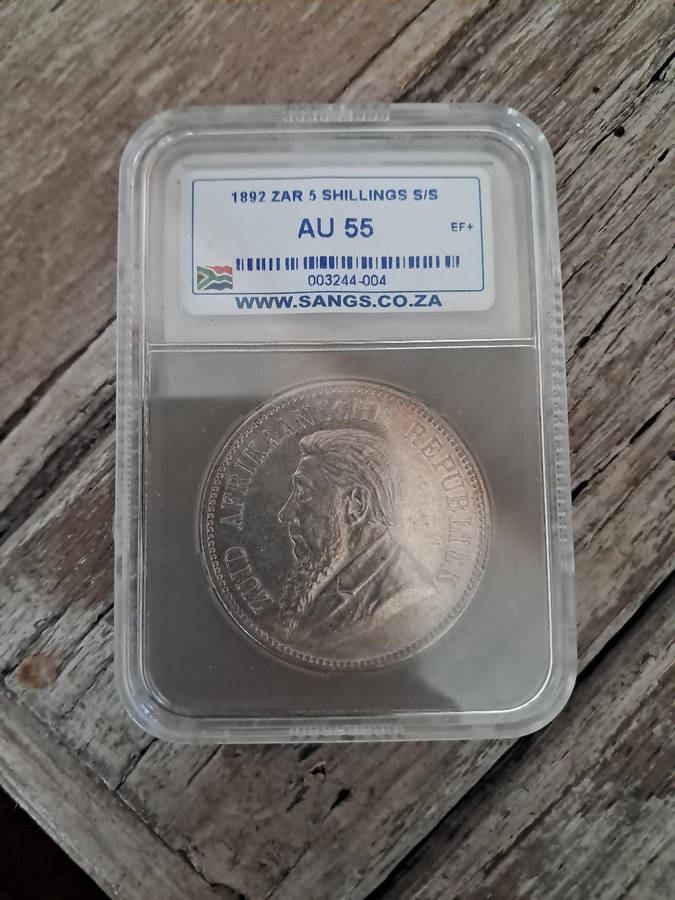 1892 ZAR 5 SHILLINGS S/S
AU 55
EF+
003244-004
WWW.SANGS.CO.ZA
ZUID AFRIKAANSCHE REPUBLIEK